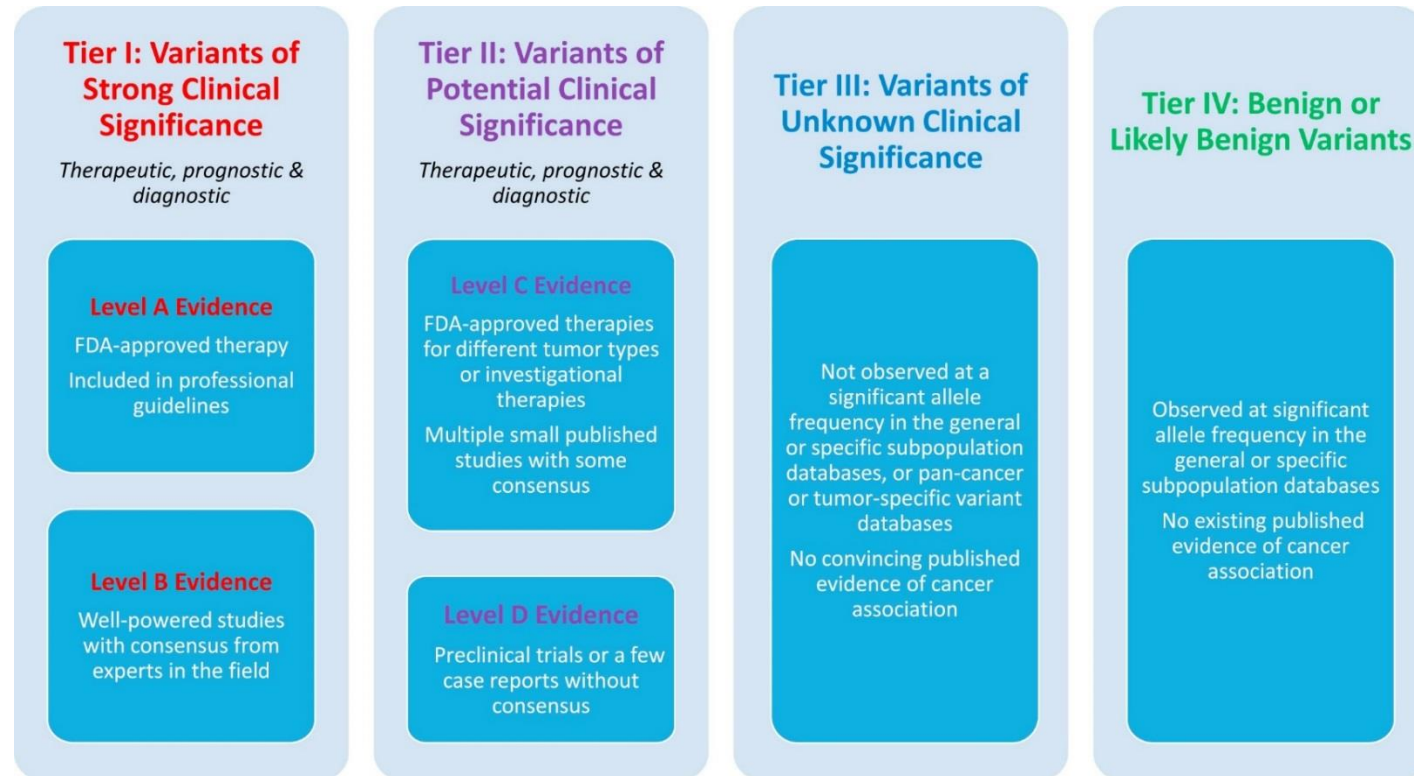 Tier I: Variants of
Strong Clinical
Significance
Therapeutic, prognostic &
diagnostic
Level A Evidence
FDA-approved therapy
Included in professional
guidelines
Level B Evidence
Well-powered studies
with consensus from
experts in the field
Tier II: Variants of
Potential Clinical
Significance
Therapeutic, prognostic &
diagnostic
Level C Evidence
FDA-approved therapies
for different tumor types
or investigational
therapies
Multiple small published
studies with some
consensus
Level D Evidence
Preclinical trials or a few
case reports without
consensus
Tier III: Variants of
Unknown Clinical
Significance
Not observed at a
significant allele
frequency in the general
or specific subpopulation
databases, or pan-cancer
or tumor-specific variant
databases
No convincing published
evidence of cancer
association
Tier IV: Benign or
Likely Benign Variants
Observed at significant
allele frequency in the
general or specific
subpopulation databases
No existing published
evidence of cancer
association